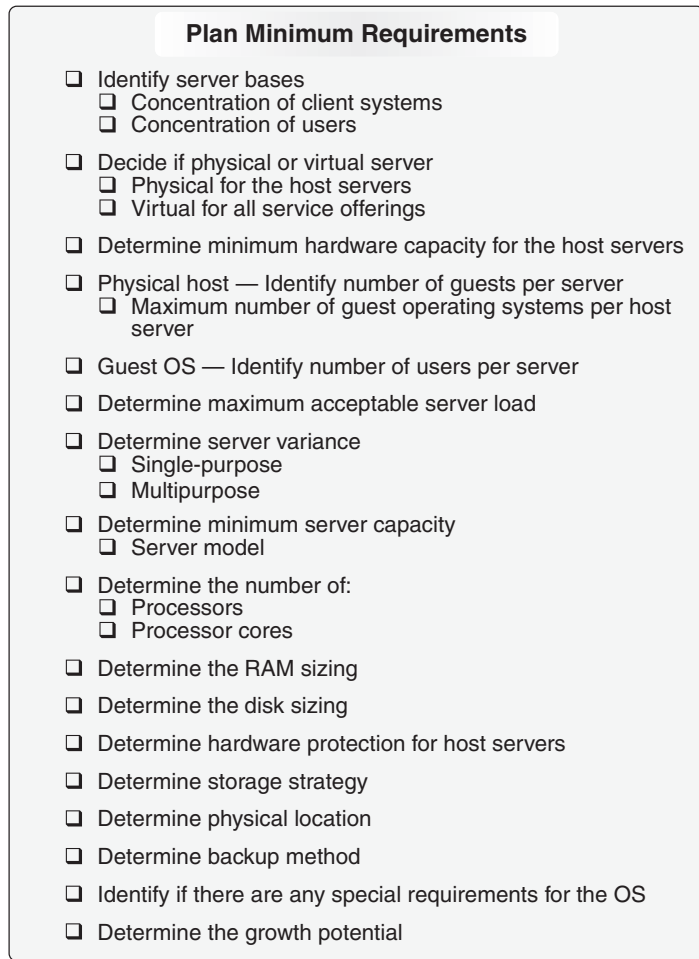 Plan Minimum Requirements
❑ Identify server bases
❑ Concentration of client systems
❑ Concentration of users
❑ Decide if physical or virtual server
❑ Physical for the host servers
❑ Virtual for all service offerings
❑ Determine minimum hardware capacity for the host servers
❑ Physical host — Identify number of guests per server
❑ Maximum number of guest operating systems per host
server
❑ Guest OS — Identify number of users per server
❑ Determine maximum acceptable server load
❑ Determine server variance
❑ Single-purpose
❑ Multipurpose
❑ Determine minimum server capacity
❑ Server model
❑ Determine the number of:
❑ Processors
❑ Processor cores
❑ Determine the RAM sizing
❑ Determine the disk sizing
❑ Determine hardware protection for host servers
❑ Determine storage strategy
❑ Determine physical location
❑ Determine backup method
❑ Identify if there are any special requirements for the OS
❑ Determine the growth potential